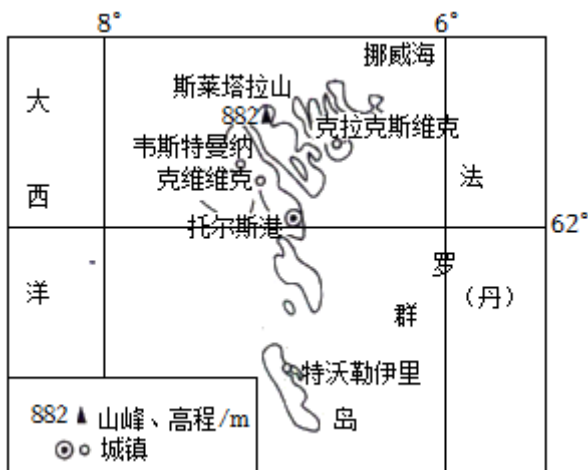 8°
6°
挪威海
斯莱塔拉山
882
大
克拉克斯维克
韦斯特曼纳
克维维克
西
法
托尔斯港
62°
洋
罗
（丹）
群
特沃勒伊里
岛
882 山峰、高程/m
城镇